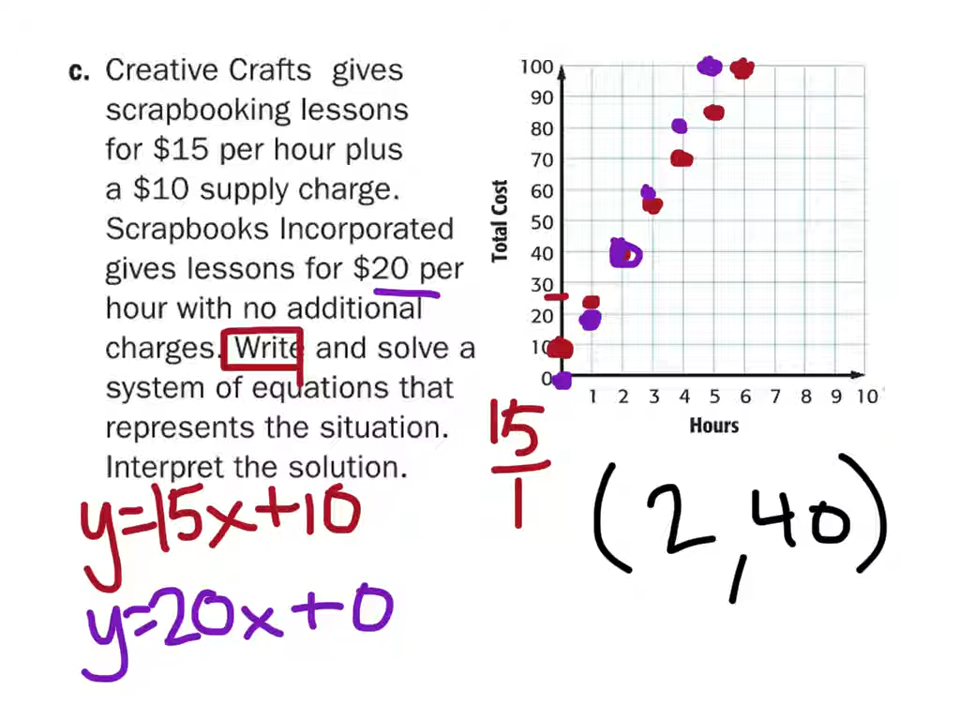 c. Creative Crafts gives
scrapbooking lessons
for $15 per hour plus
a $10 supply charge.
Scrapbooks Incorporated
gives lessons for $20 per
hour with no additional
charges. Write and solve a
system of equations that
represents the situation.
Interpret the solution.
y=15x+10
y=20x+0
Total Cost
100
90
80
70
60
50
40
30
20
10
0
1 2 3 4 5 6 7 8 9 10
Hours
15
1
(2,40)